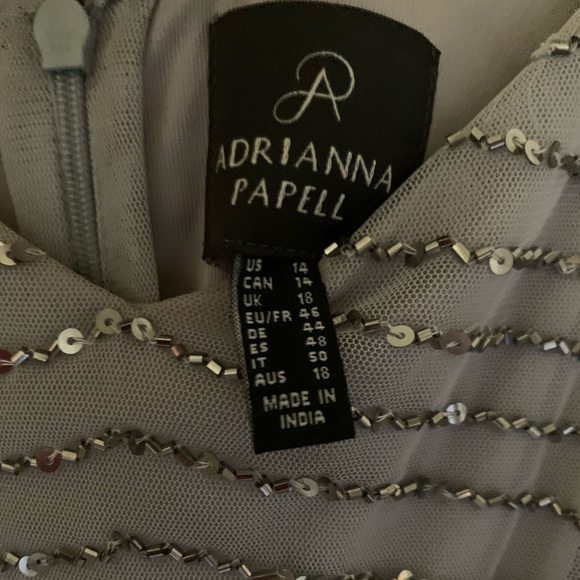 AP
ADRIANNA
PAPELL
US 14
CAN 14
UK 18
EU/FR 46
DE 44
ES 48
IT 50
AUS 18
MADE IN
INDIA